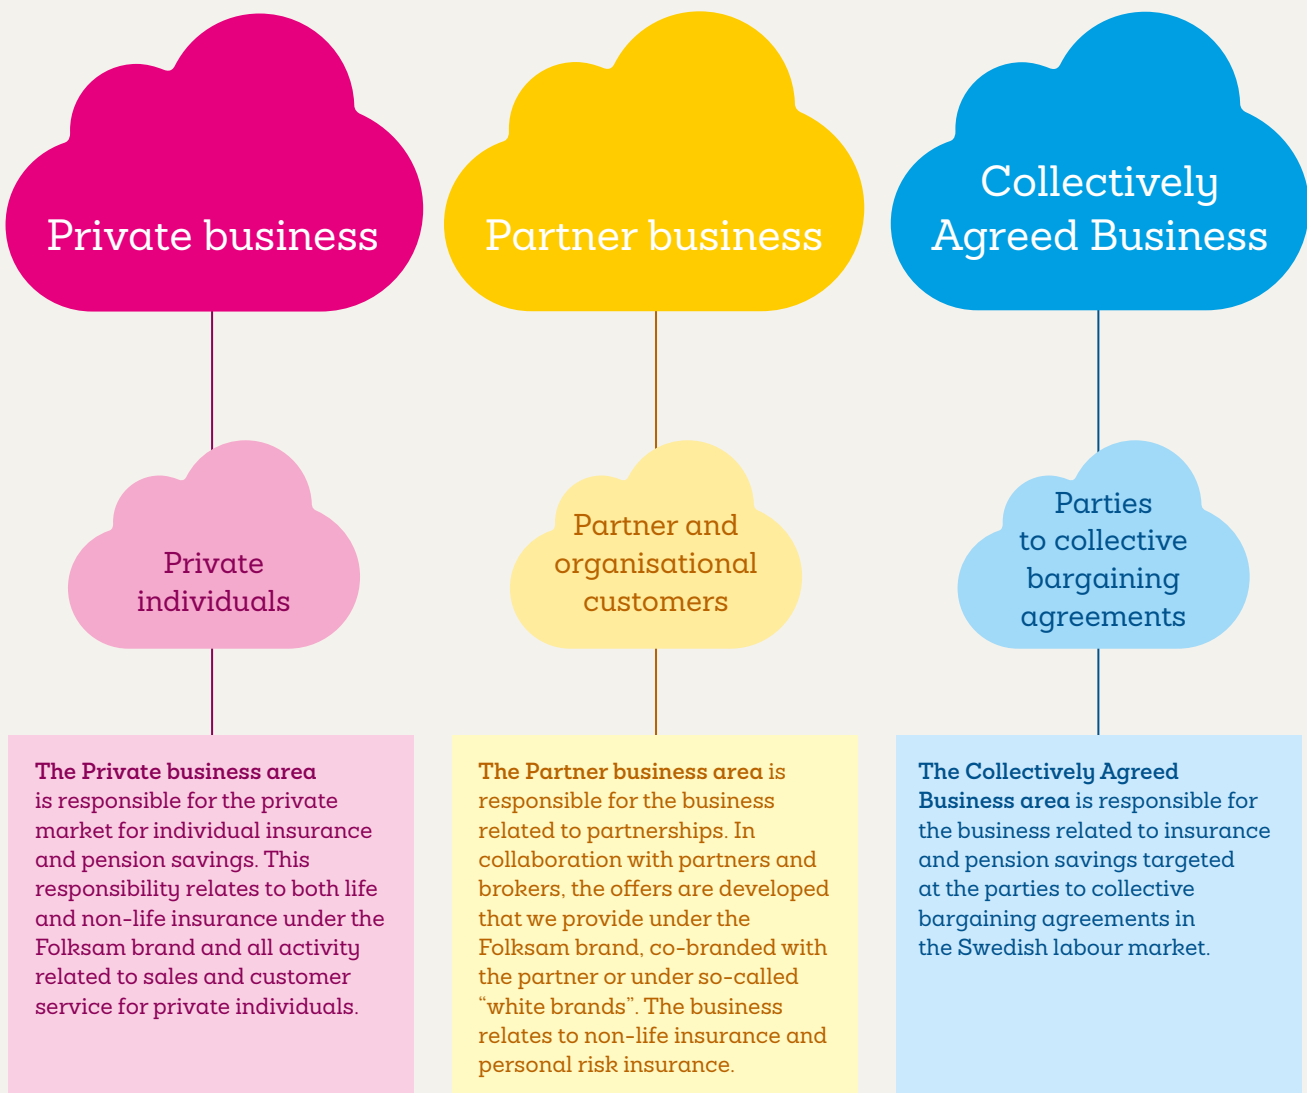 Private business
Partner business
Collectively
Agreed Business
Private
individuals
Partner and
organisational
customers
Parties
to collective
bargaining
agreements
The Private business area
is responsible for the private
market for individual insurance
and pension savings. This
responsibility relates to both life
and non-life insurance under the
Folksam brand and all activity
related to sales and customer
service for private individuals.
The Partner business area is
responsible for the business
related to partnerships. In
collaboration with partners and
brokers, the offers are developed
that we provide under the
Folksam brand, co-branded with
the partner or under so-called
“white brands”. The business
relates to non-life insurance and
personal risk insurance.
The Collectively Agreed
Business area is responsible for
the business related to insurance
and pension savings targeted
at the parties to collective
bargaining agreements in
the Swedish labour market.